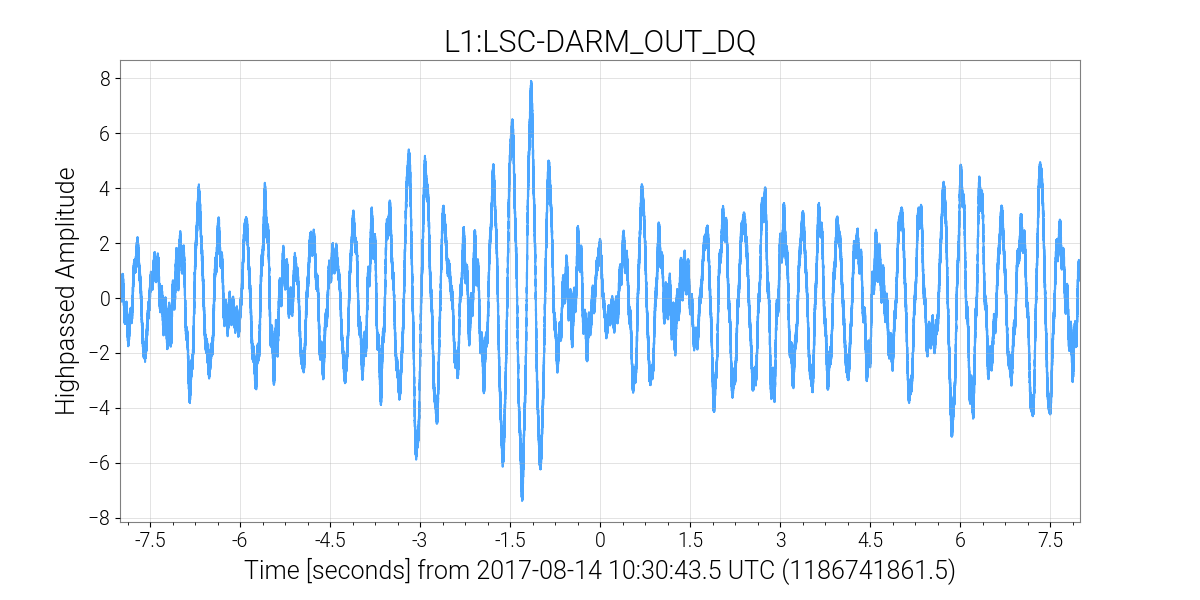 L1:LSC-DARM_OUT_DQ
Highpassed Amplitude
8
6
4
2
0
−2
−4
−6
−8
-7.5 -6 -4.5 -3 -1.5 0 1.5 3 4.5 6 7.5
Time [seconds] from 2017-08-14 10:30:43.5 UTC (1186741861.5)